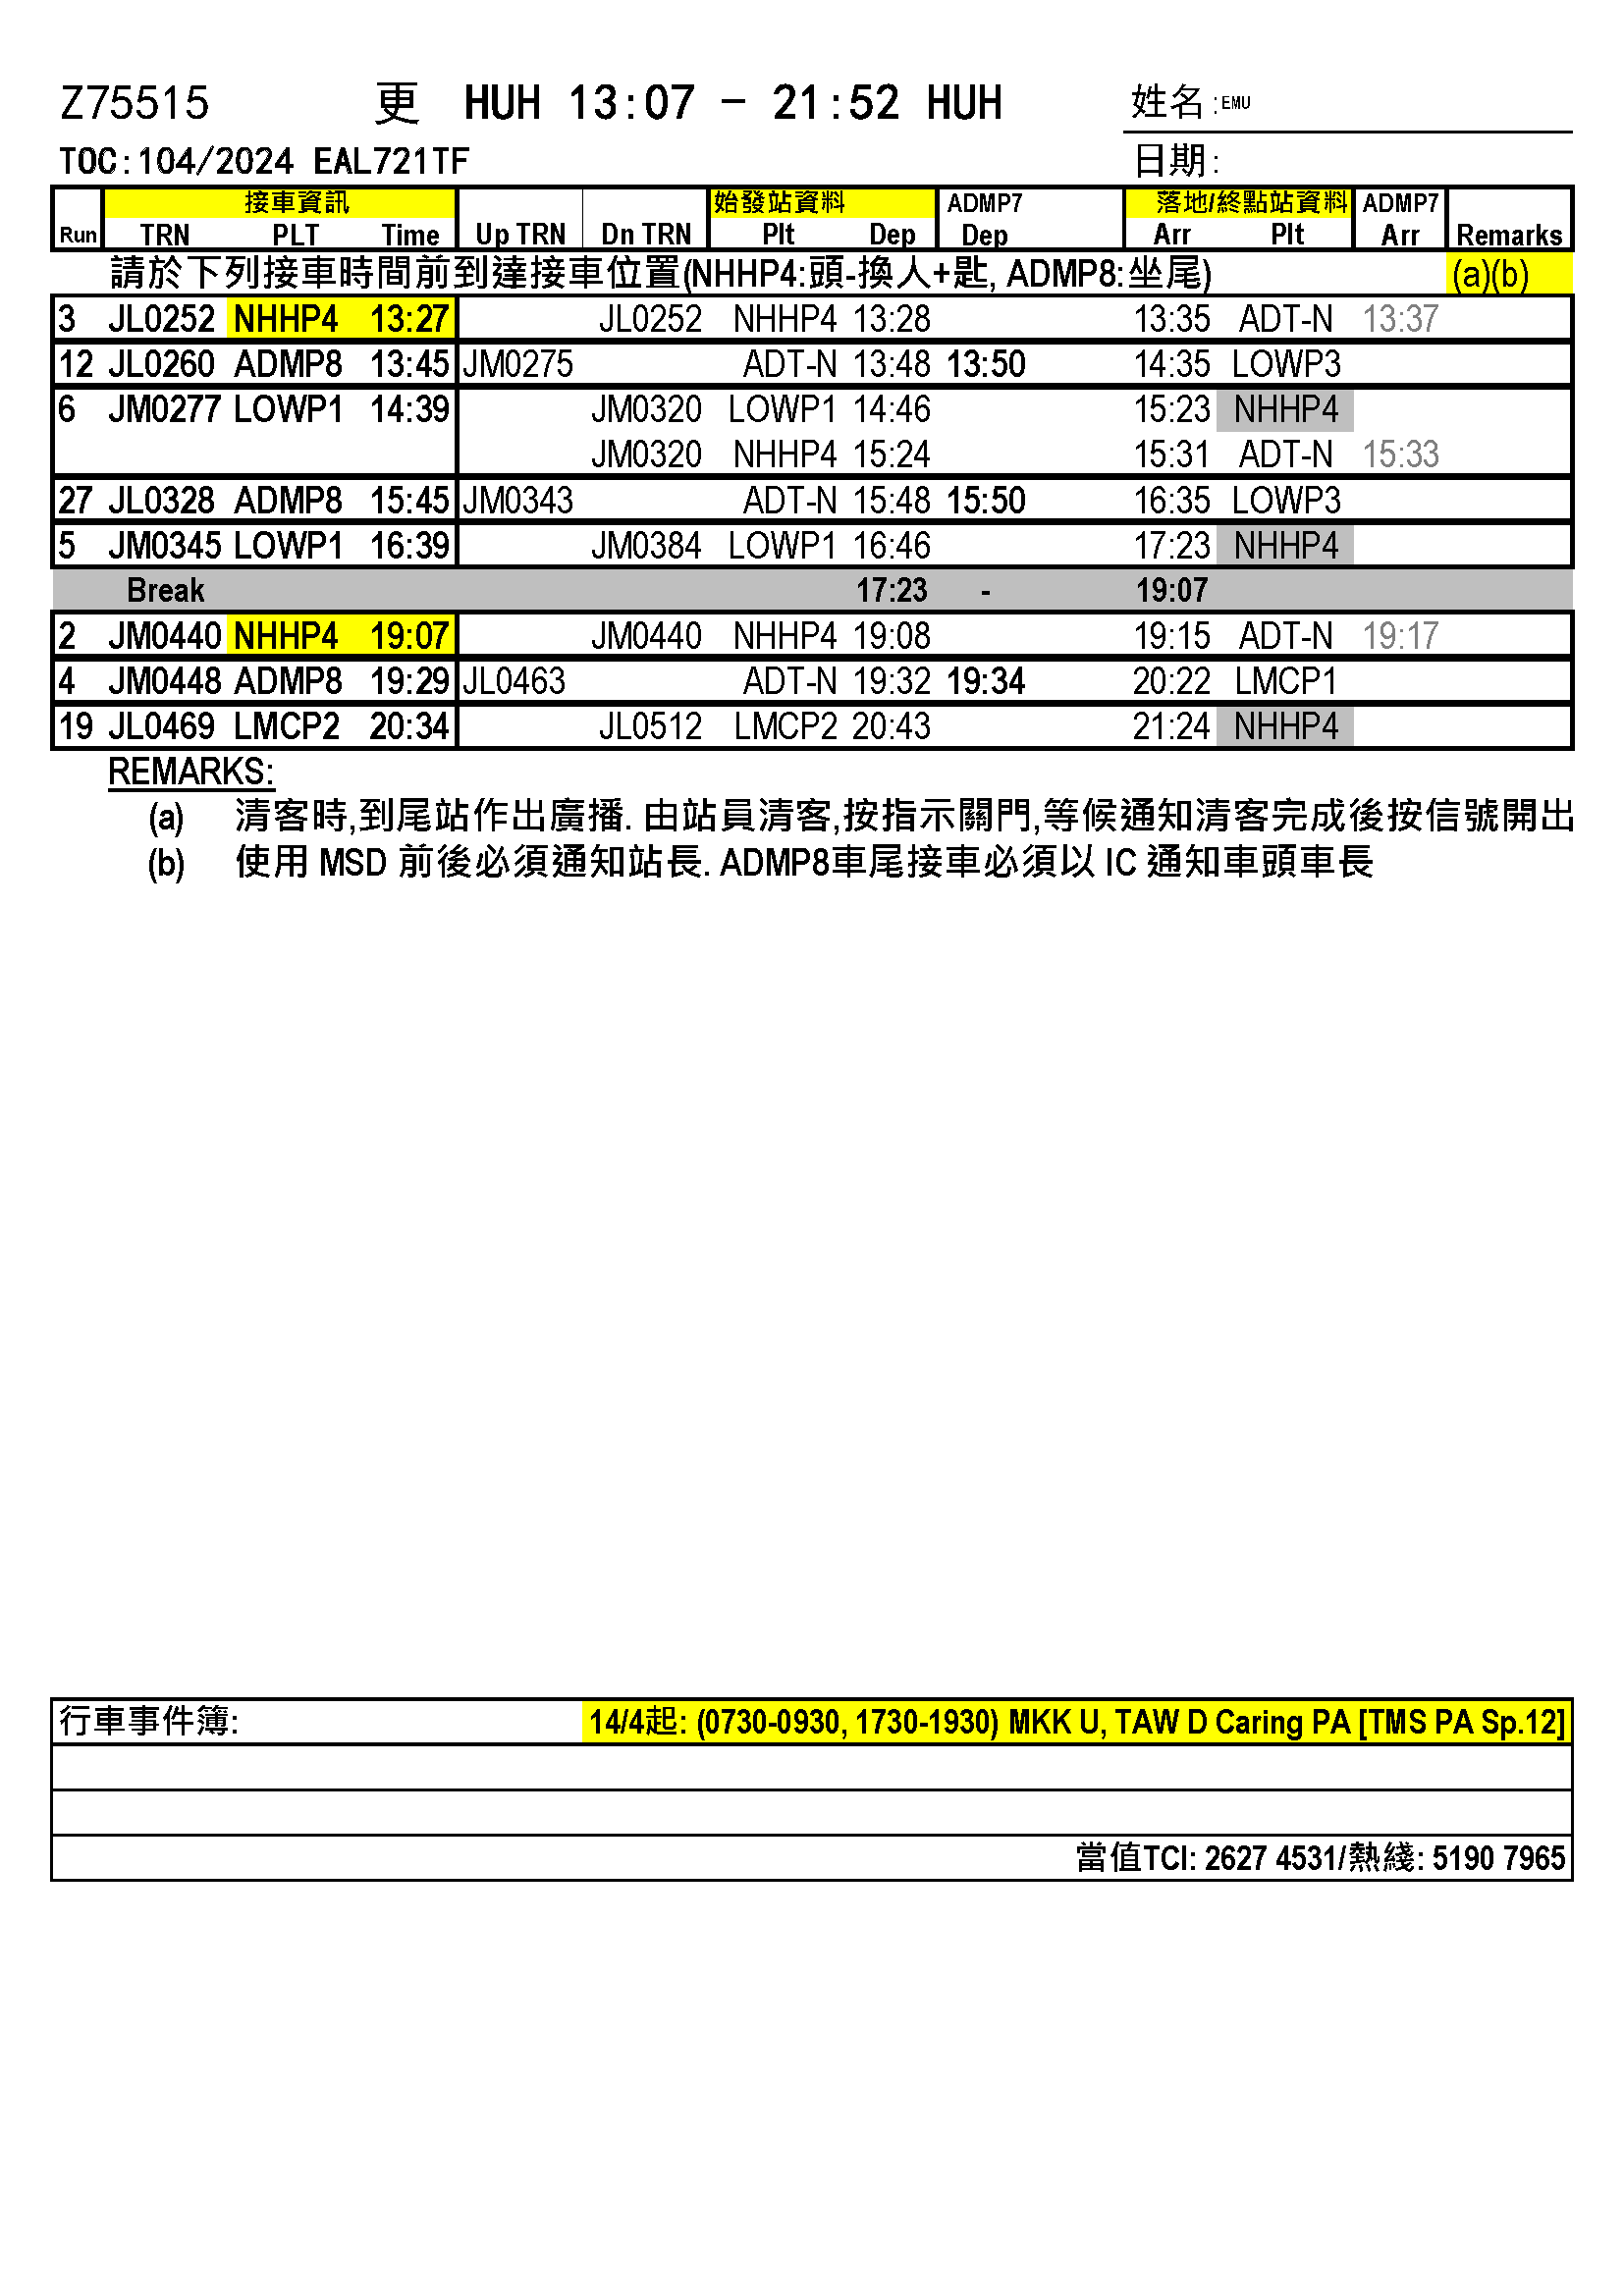 Z75515 更 HUH 13:07 - 21:52 HUH 姓名:EMU
TOC:104/2024 EAL721TF 日期:
接車資訊 始發站資料 ADMP7 落地/終點站資料 ADMP7
Run TRN PLT Time Up TRN Dn TRN Plt Dep Dep Arr Plt Arr Remarks
請於下列接車時間前到達接車位置(NHHP4:頭-換人+匙, ADMP8:坐尾) (a)(b)
3 JL0252 NHHP4 13:27 JL0252 NHHP4 13:28 13:35 ADT-N 13:37
12 JL0260 ADMP8 13:45 JM0275 ADT-N 13:48 13:50 14:35 LOWP3
6 JM0277 LOWP1 14:39 JM0320 LOWP1 14:46 15:23 NHHP4
JM0320 NHHP4 15:24 15:31 ADT-N 15:33
27 JL0328 ADMP8 15:45 JM0343 ADT-N 15:48 15:50 16:35 LOWP3
5 JM0345 LOWP1 16:39 JM0384 LOWP1 16:46 17:23 NHHP4
Break 17:23 - 19:07
2 JM0440 NHHP4 19:07 JM0440 NHHP4 19:08 19:15 ADT-N 19:17
4 JM0448 ADMP8 19:29 JL0463 ADT-N 19:32 19:34 20:22 LMCP1
19 JL0469 LMCP2 20:34 JL0512 LMCP2 20:43 21:24 NHHP4
REMARKS:
(a) 清客時,到尾站作出廣播. 由站員清客,按指示關門,等候通知清客完成後按信號開出
(b) 使用 MSD 前後必須通知站長. ADMP8車尾接車必須以 IC 通知車頭車長
行車事件簿: 14/4起: (0730-0930, 1730-1930) MKK U, TAW D Caring PA [TMS PA Sp.12]
當值TCI: 2627 4531/熱綫: 5190 7965